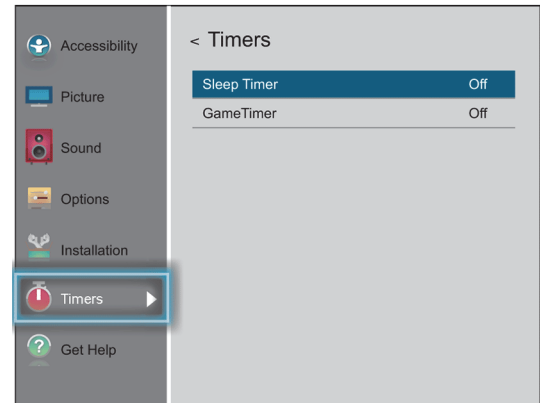 Accessibility
Picture
Sound
Options
Installation
Timers
? Get Help
< Timers
Sleep Timer Off
GameTimer Off